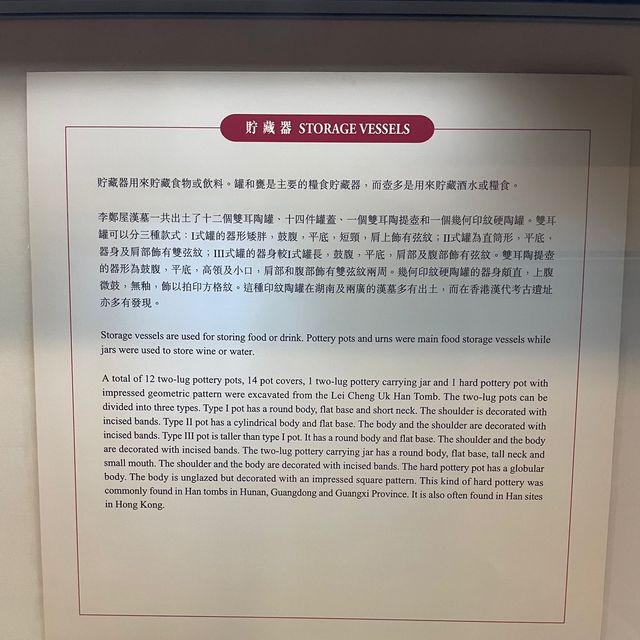 貯藏器 STORAGE VESSELS
貯藏器用來貯藏食物或飲料。罐和甕是主要的糧食貯藏器，而壺多是用來貯藏酒水或糧食。
李鄭屋漢墓一共出土了十二個雙耳陶罐、十四件罐蓋、一個雙耳陶提壺和一個幾何印紋硬陶罐。雙耳
罐可以分三種款式：I式罐的器形矮胖，鼓腹，平底，短頸，肩上飾有弦紋；II式罐為直筒形，平底，
器身及肩部飾有雙弦紋；III式罐的器身較I式罐長，鼓腹，平底，肩部及腹部飾有弦紋。雙耳陶提壺
的器形為鼓腹，平底，高領及小口，肩部和腹部飾有雙弦紋兩周。幾何印紋硬陶罐的器身頗直，上腹
微鼓，無釉，飾以拍印方格紋。這種印紋陶罐在湖南及兩廣的漢墓多有出土，而在香港漢代考古遺址
亦多有發現。
Storage vessels are used for storing food or drink. Pottery pots and urns were main food storage vessels while
jars were used to store wine or water.
A total of 12 two-lug pottery pots, 14 pot covers, 1 two-lug pottery carrying jar and 1 hard pottery pot with
impressed geometric pattern were excavated from the Lei Cheng Uk Han Tomb. The two-lug pots can be
divided into three types. Type I pot has a round body, flat base and short neck. The shoulder is decorated with
incised bands. Type II pot has a cylindrical body and flat base. The body and the shoulder are decorated with
incised bands. Type III pot is taller than type I pot. It has a round body and flat base. The shoulder and the body
are decorated with incised bands. The two-lug pottery carrying jar has a round body, flat base, tall neck and
small mouth. The shoulder and the body are decorated with incised bands. The hard pottery pot has a globular
body. The body is unglazed but decorated with an impressed square pattern. This kind of hard pottery was
commonly found in Han tombs in Hunan, Guangdong and Guangxi Province. It is also often found in Han sites
in Hong Kong.